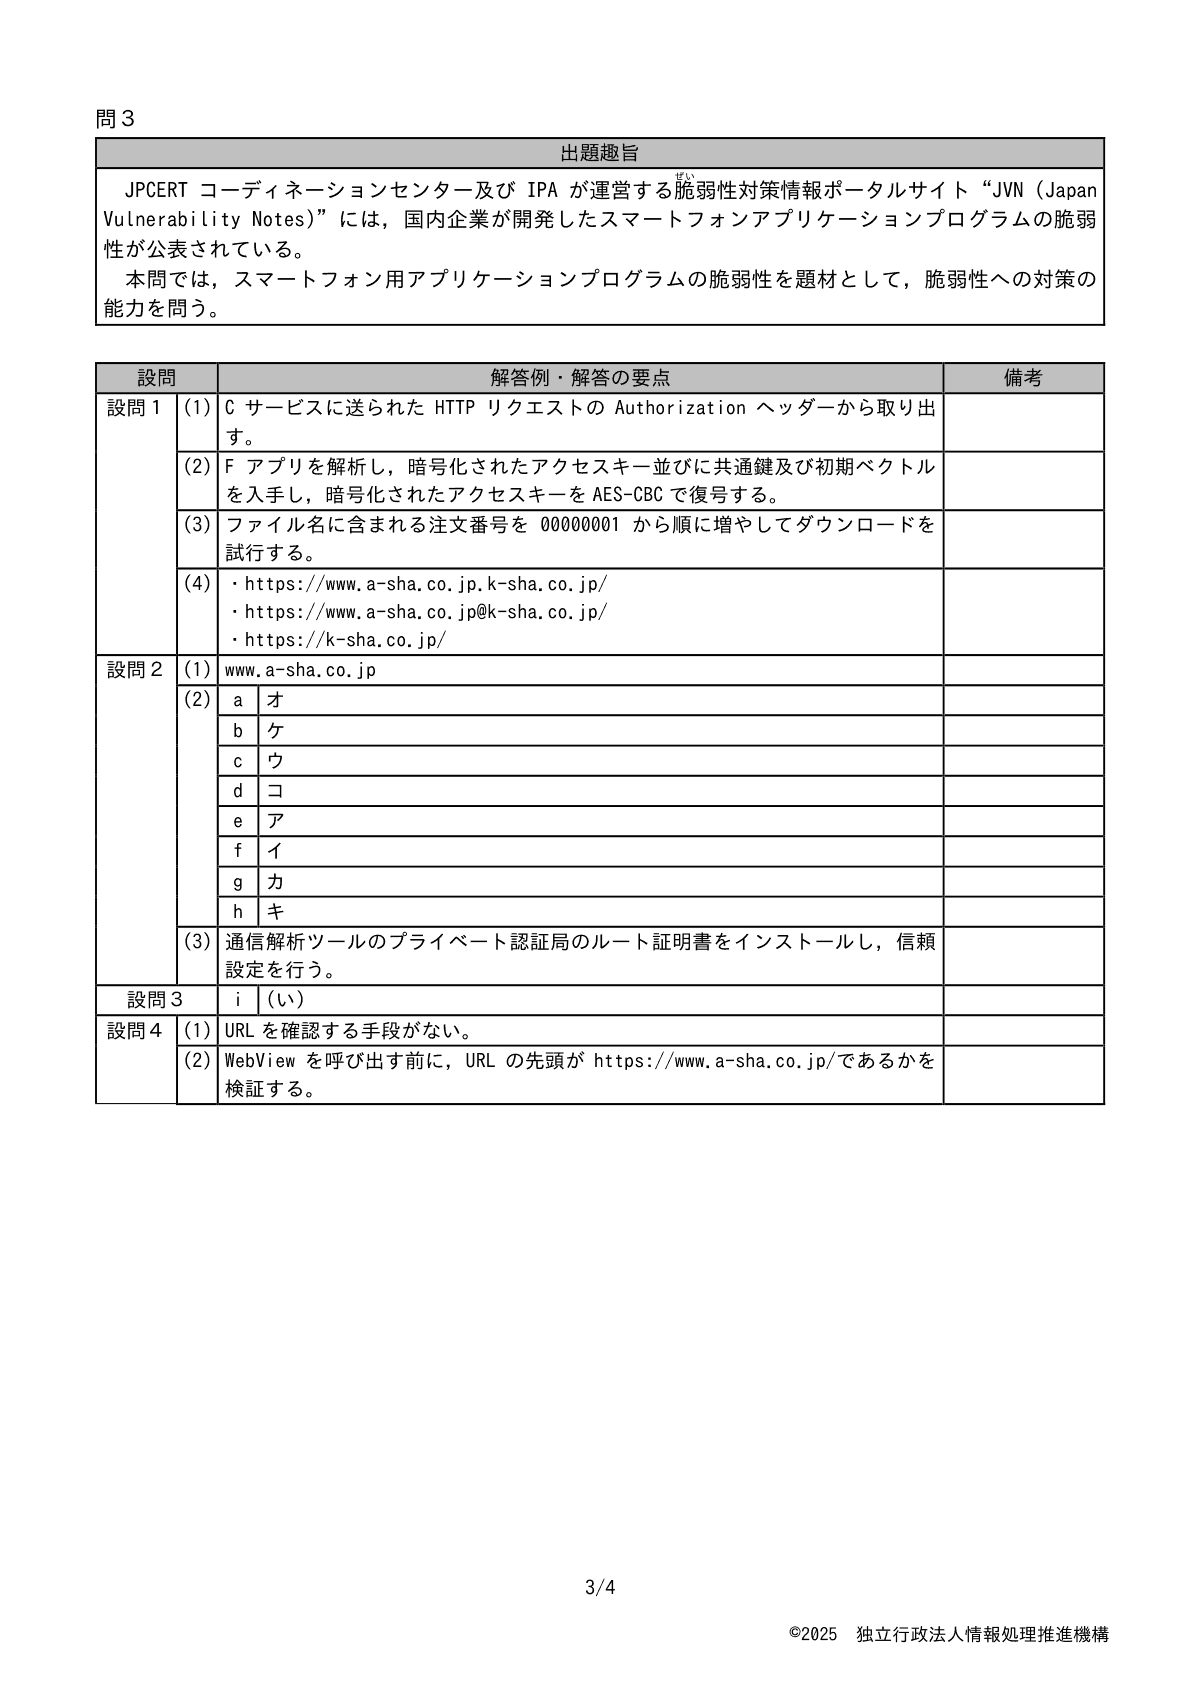 問３
出題趣旨
JPCERT コーディネーションセンター及び IPA が運営する脆弱性対策情報ポータルサイト“JVN（Japan
ぜい
Vulnerability Notes）”には，国内企業が開発したスマートフォンアプリケーションプログラムの脆弱
性が公表されている。
本問では，スマートフォン用アプリケーションプログラムの脆弱性を題材として，脆弱性への対策の
能力を問う。
設問 解答例・解答の要点 備考
設問１ (1) C サービスに送られた HTTP リクエストの Authorization ヘッダーから取り出
す。
(2) F アプリを解析し，暗号化されたアクセスキー並びに共通鍵及び初期ベクトル
を入手し，暗号化されたアクセスキーを AES-CBC で復号する。
(3) ファイル名に含まれる注文番号を 00000001 から順に増やしてダウンロードを
試行する。
(4) ・https://www.a-sha.co.jp.k-sha.co.jp/
・https://www.a-sha.co.jp@k-sha.co.jp/
・https://k-sha.co.jp/
設問２ (1) www.a-sha.co.jp
(2) a オ
b ケ
c ウ
d コ
e ア
f イ
g カ
h キ
(3) 通信解析ツールのプライベート認証局のルート証明書をインストールし，信頼
設定を行う。
設問３ i （い）
設問４ (1) URL を確認する手段がない。
(2) WebView を呼び出す前に，URL の先頭が https://www.a-sha.co.jp/であるかを
検証する。
3/4
©2025　独立行政法人情報処理推進機構